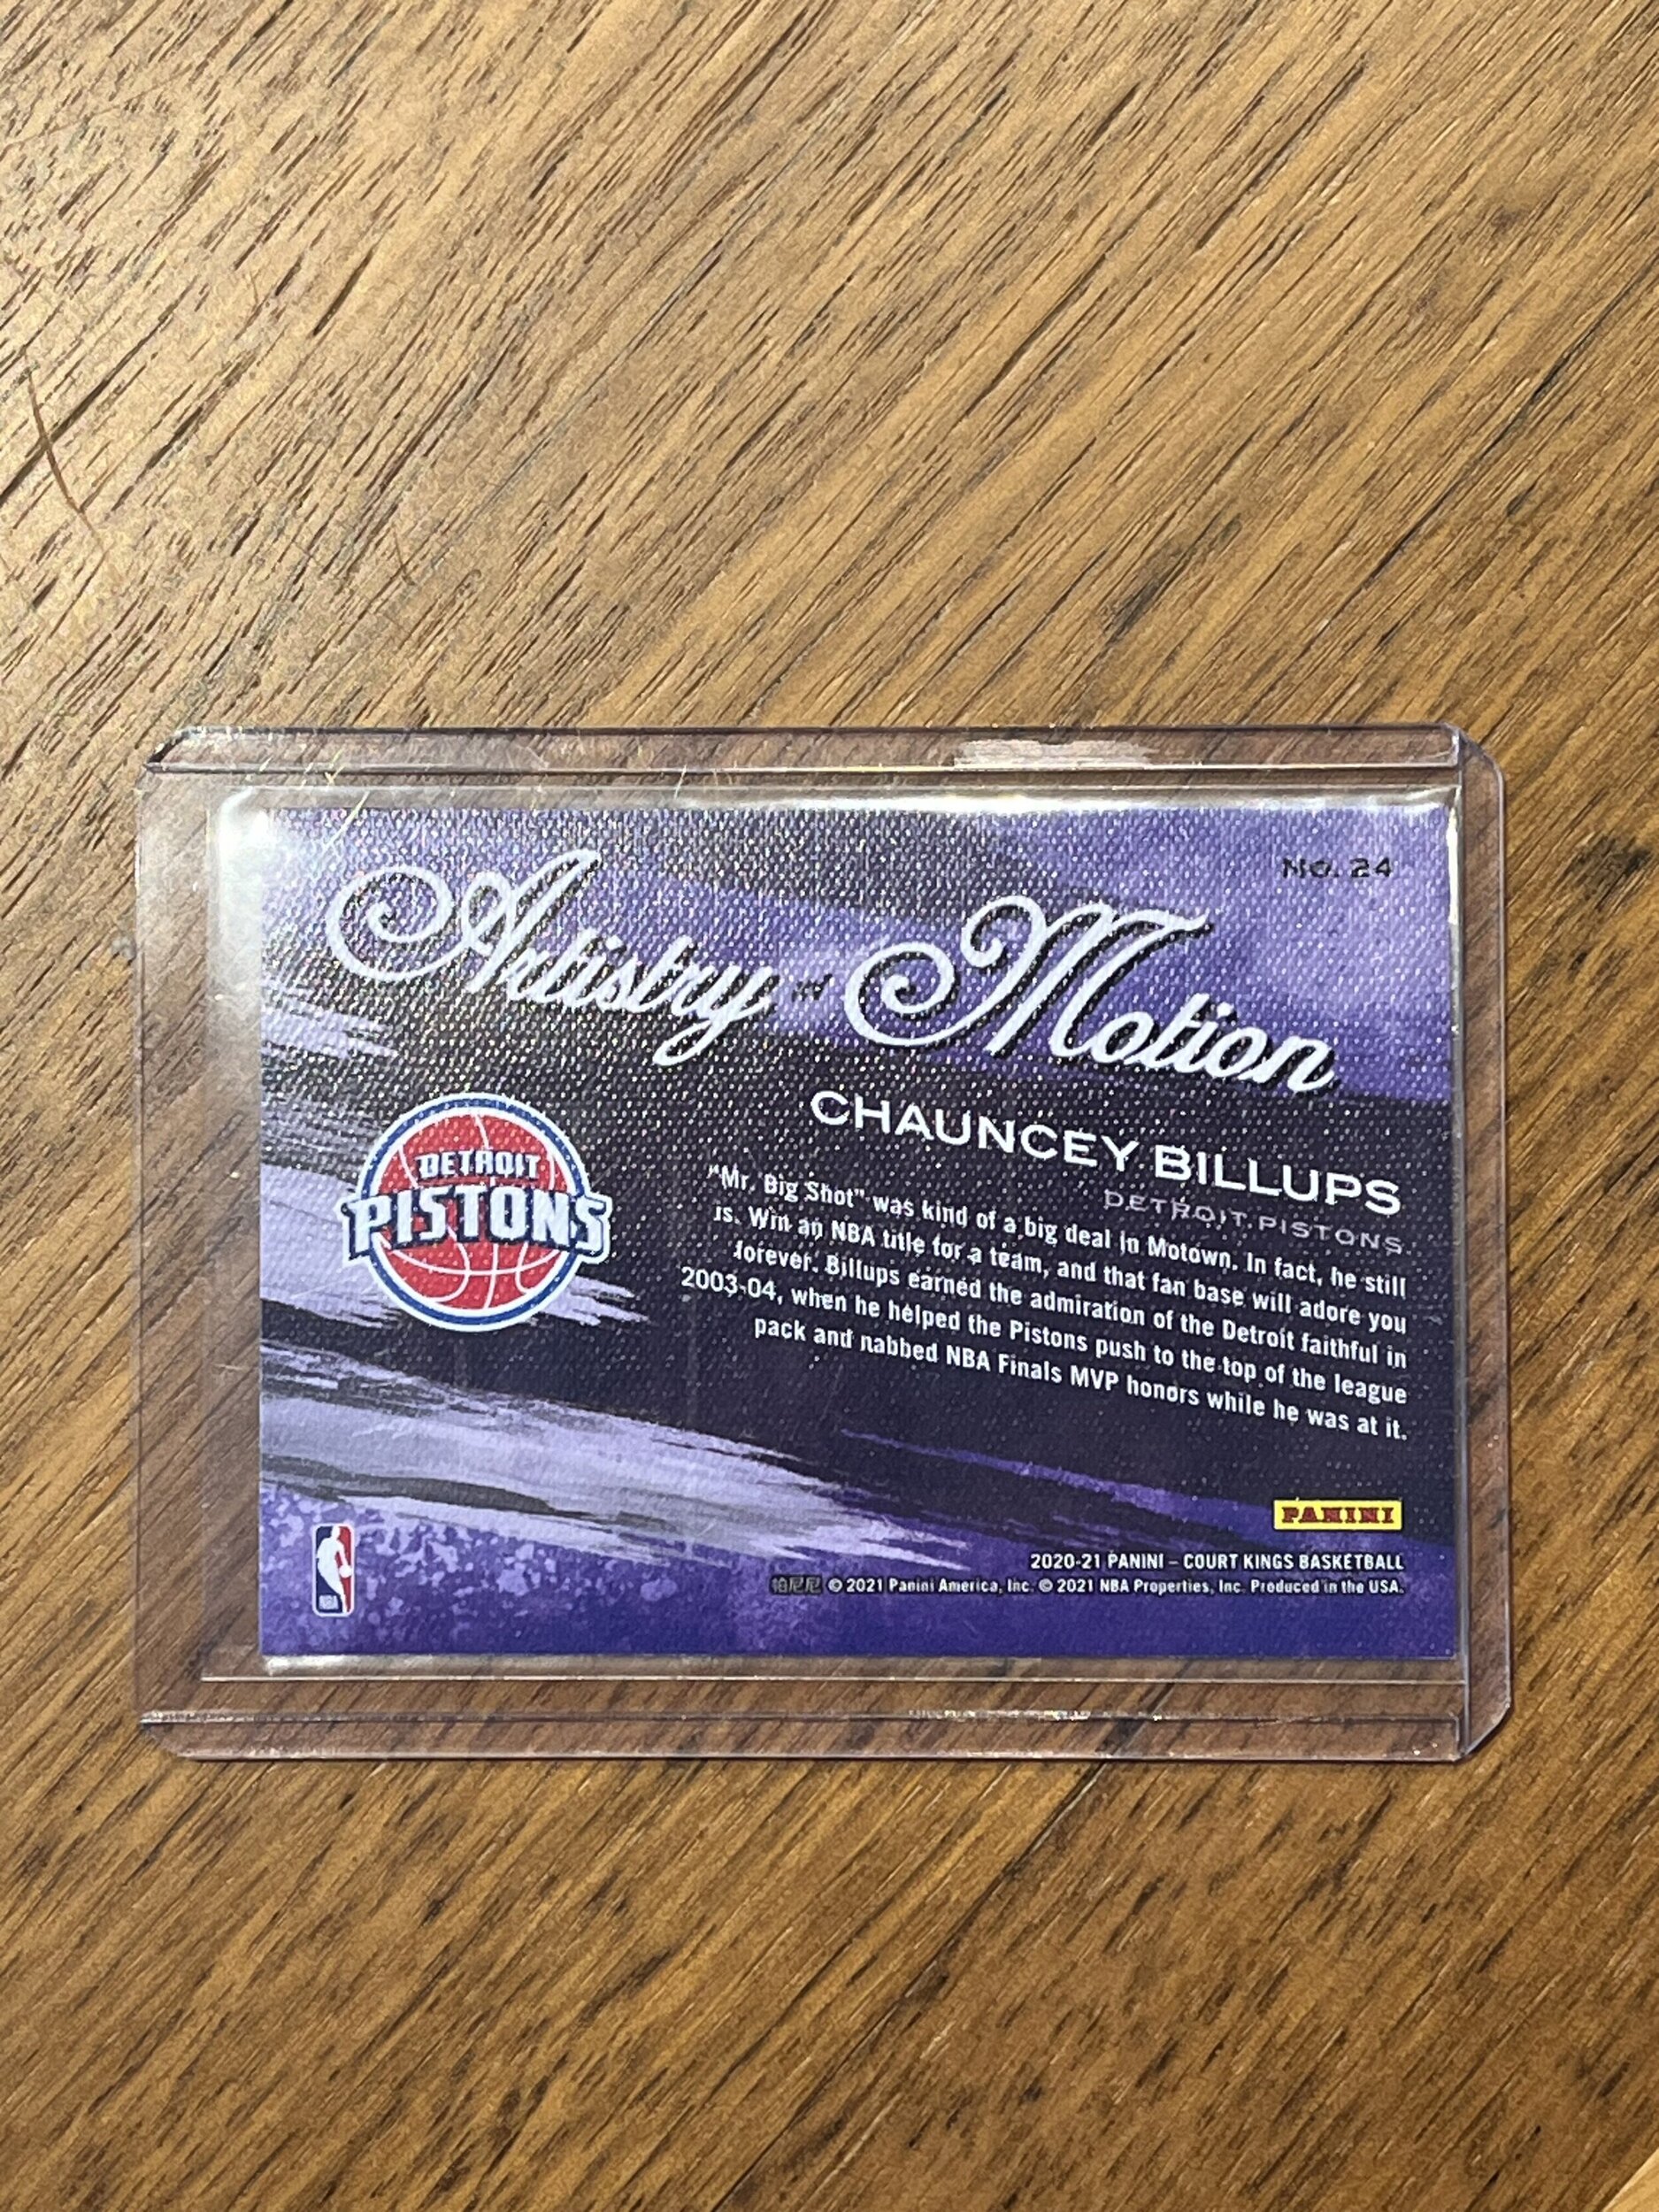 No. 24
Artistry IN Motion
CHAUNCEY BILLUPS
DETROIT PISTONS
DETROIT
PISTONS
"Mr. Big Shot" was kind of a big deal in Motown. In fact, he still
is. Win an NBA title for a team, and that fan base will adore you
forever. Billups earned the admiration of the Detroit faithful in
2003-04, when he helped the Pistons push to the top of the league
pack and nabbed NBA Finals MVP honors while he was at it.
PANINI
NBA
2020-21 PANINI – COURT KINGS BASKETBALL
帕尼尼 © 2021 Panini America, Inc. © 2021 NBA Properties, Inc. Produced in the USA.